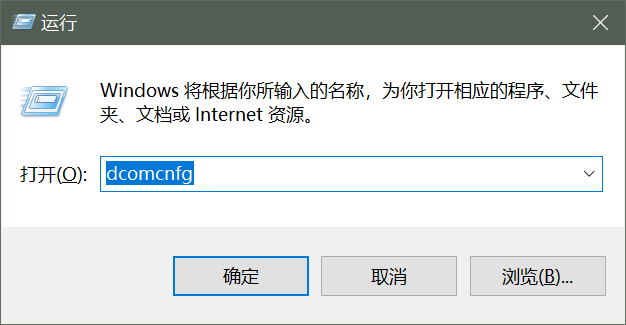 运行
Windows 将根据你所输入的名称，为你打开相应的程序、文件
夹、文档或 Internet 资源。
打开(O): dcomcnfg
确定 取消 浏览(B)...